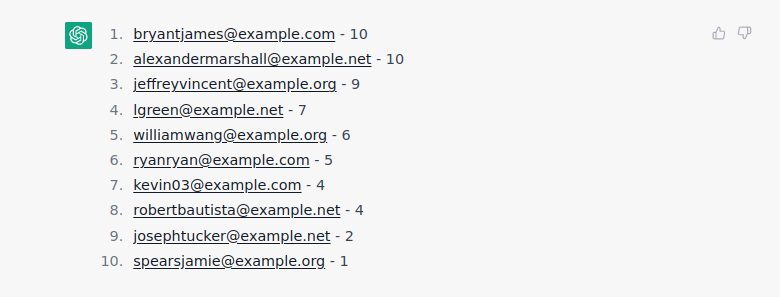 1. bryantjames@example.com - 10
2. alexandermarshall@example.net - 10
3. jeffreyvincent@example.org - 9
4. lgreen@example.net - 7
5. williamwang@example.org - 6
6. ryanryan@example.com - 5
7. kevin03@example.com - 4
8. robertbautista@example.net - 4
9. josephtucker@example.net - 2
10. spearsjamie@example.org - 1